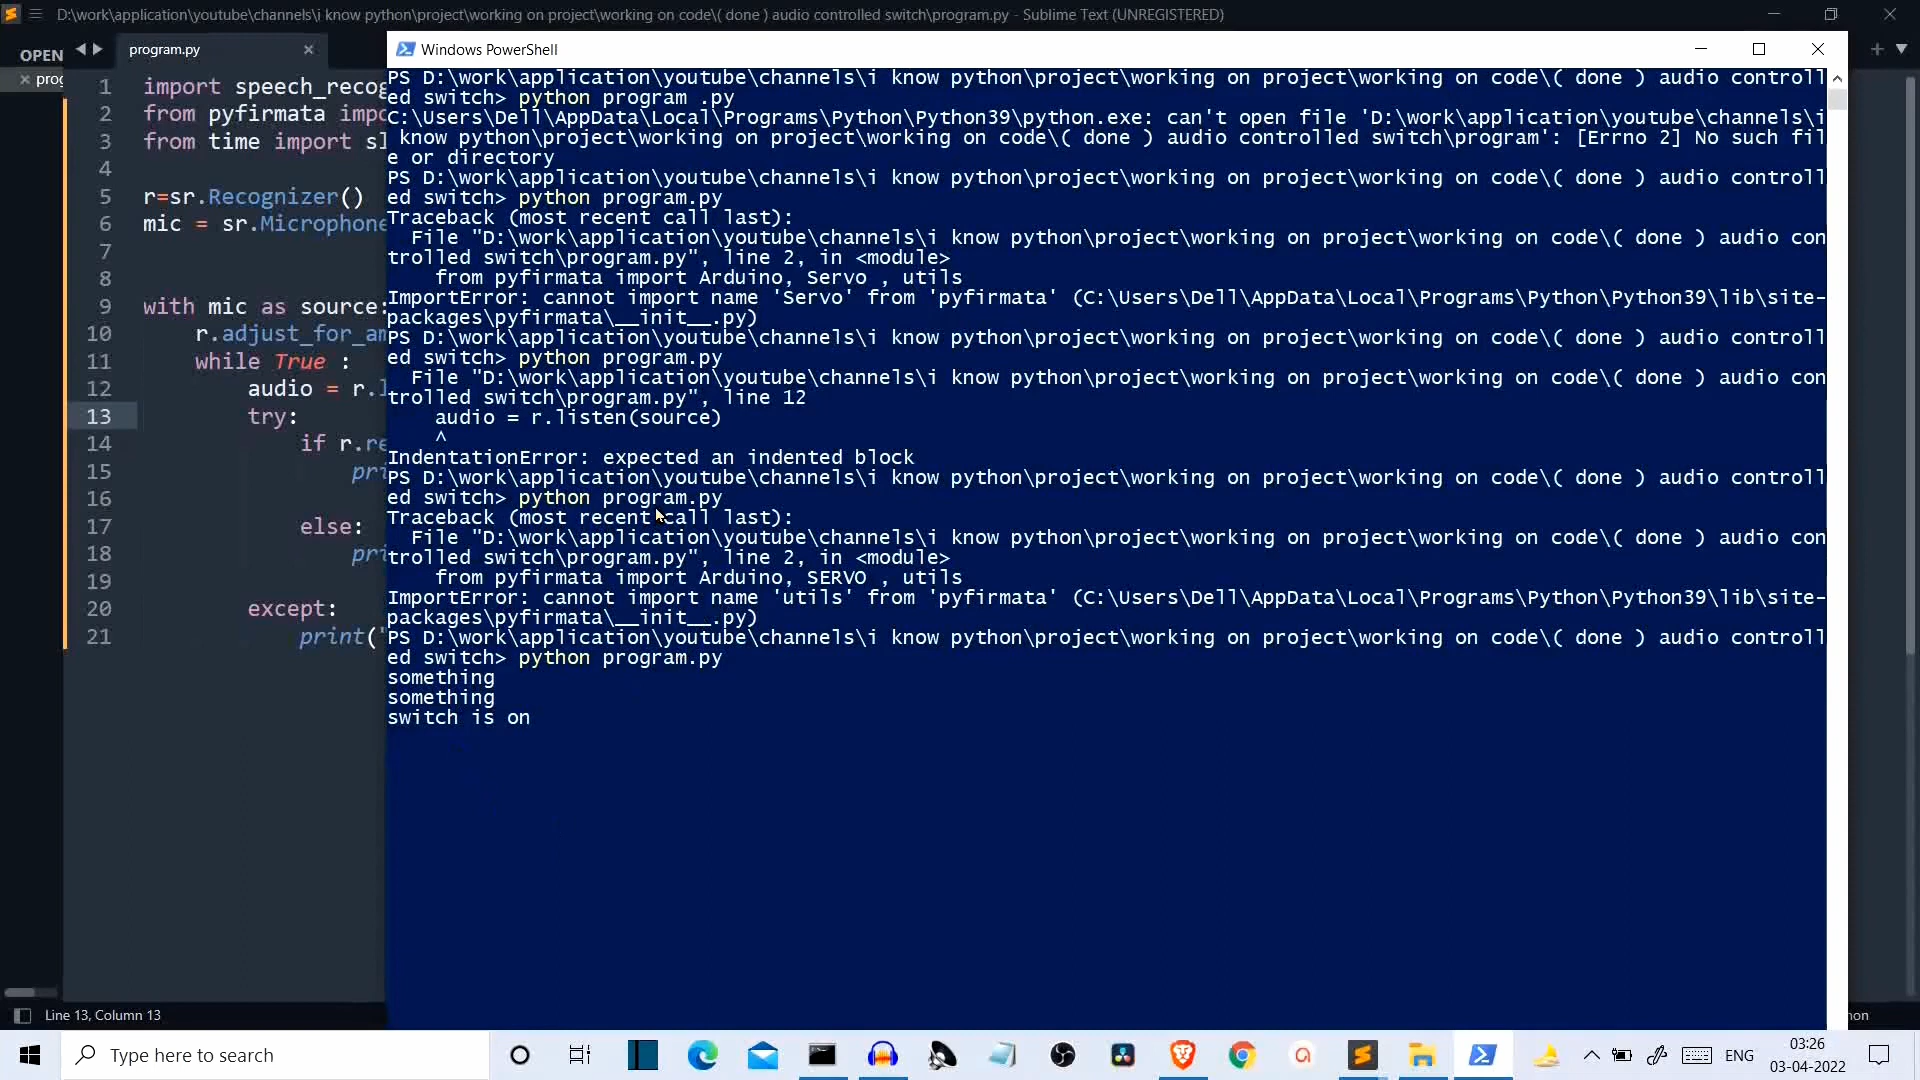 D:\work\application\youtube\channels\i know python\project\working on project\working on code\( done ) audio controlled switch\program.py - Sublime Text (UNREGISTERED)
OPEN
program.py
prog
1 import speech_recog
2 from pyfirmata impo
3 from time import sl
4
5 r=sr.Recognizer()
6 mic = sr.Microphone
7
8
9 with mic as source:
10 r.adjust_for_am
11 while True :
12 audio = r.l
13 try:
14 if r.re
15 pri
16
17 else:
18 pri
19
20 except:
21 print("
Windows PowerShell
PS D:\work\application\youtube\channels\i know python\project\working on project\working on code\( done ) audio controll
ed switch> python program .py
C:\Users\Dell\AppData\Local\Programs\Python\Python39\python.exe: can't open file 'D:\work\application\youtube\channels\i
know python\project\working on project\working on code\( done ) audio controlled switch\program': [Errno 2] No such fil
e or directory
PS D:\work\application\youtube\channels\i know python\project\working on project\working on code\( done ) audio controll
ed switch> python program.py
Traceback (most recent call last):
File "D:\work\application\youtube\channels\i know python\project\working on project\working on code\( done ) audio con
trolled switch\program.py", line 2, in <module>
from pyfirmata import Arduino, Servo , utils
ImportError: cannot import name 'Servo' from 'pyfirmata' (C:\Users\Dell\AppData\Local\Programs\Python\Python39\lib\site-
packages\pyfirmata\__init__.py)
PS D:\work\application\youtube\channels\i know python\project\working on project\working on code\( done ) audio controll
ed switch> python program.py
File "D:\work\application\youtube\channels\i know python\project\working on project\working on code\( done ) audio con
trolled switch\program.py", line 12
audio = r.listen(source)
^
IndentationError: expected an indented block
PS D:\work\application\youtube\channels\i know python\project\working on project\working on code\( done ) audio controll
ed switch> python program.py
Traceback (most recent call last):
File "D:\work\application\youtube\channels\i know python\project\working on project\working on code\( done ) audio con
trolled switch\program.py", line 2, in <module>
from pyfirmata import Arduino, SERVO , utils
ImportError: cannot import name 'utils' from 'pyfirmata' (C:\Users\Dell\AppData\Local\Programs\Python\Python39\lib\site-
packages\pyfirmata\__init__.py)
PS D:\work\application\youtube\channels\i know python\project\working on project\working on code\( done ) audio controll
ed switch> python program.py
something
something
switch is on
Line 13, Column 13
hon
Type here to search
ENG
03:26
03-04-2022